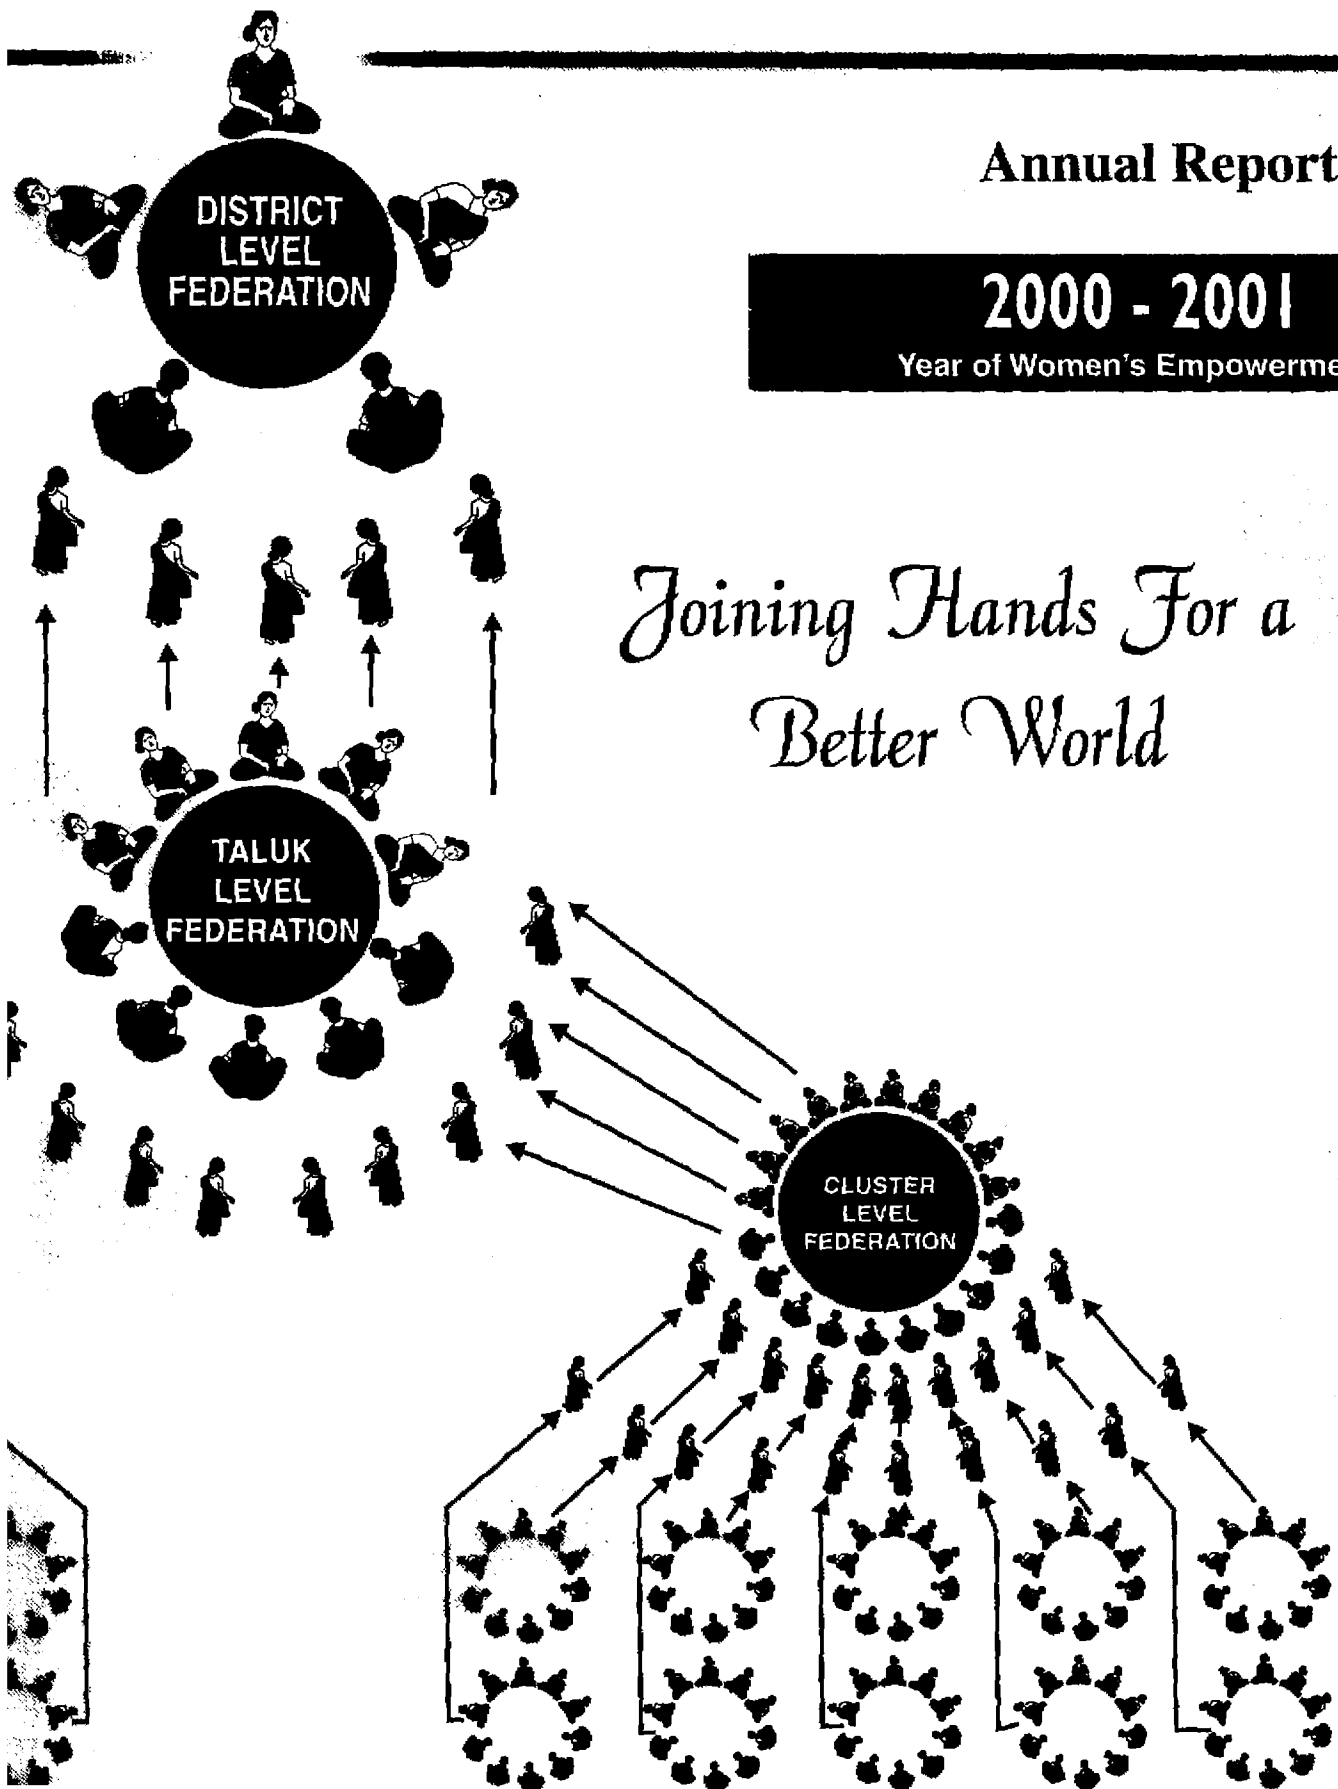 Annual Report
DISTRICT
LEVEL
FEDERATION
2000 - 2001
Year of Women's Empowerme
Joining Hands For a
Better World
TALUK
LEVEL
FEDERATION
CLUSTER
LEVEL
FEDERATION